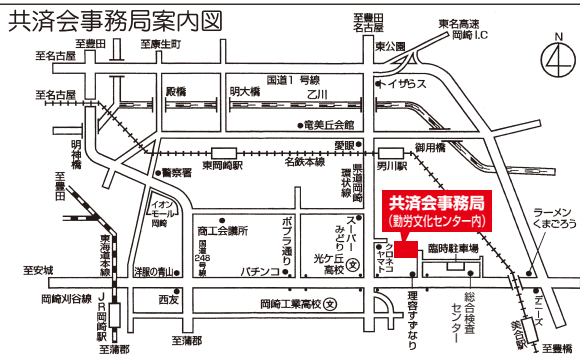 共済会事務局案内図
至豊田
至康生町
至豊田
名古屋
東名高速
岡崎I.C
至名古屋
東公園
N
国道1号線
トイザらス
至名古屋
殿橋
明大橋
乙川
明神橋
竜美丘会館
愛眼
御用橋
東岡崎駅
名鉄本線
男川駅
至豊田
警察署
県道岡崎
環状線
共済会事務局
(勤労文化センター内)
イオン
モール
岡崎
商工会議所
ポプラ通り
スーパー
みどり
ラーメン
くまごろう
東海道本線
国道248号線
光ケ丘
高校
文
クロネコ
ヤマト
臨時駐車場
至安城
洋服の青山
パチンコ
岡崎刈谷線
JR岡崎駅
西友
岡崎工業高校
文
理容すずなり
総合検査
センター
デニーズ
美合駅
至蒲郡
至蒲郡
至豊橋